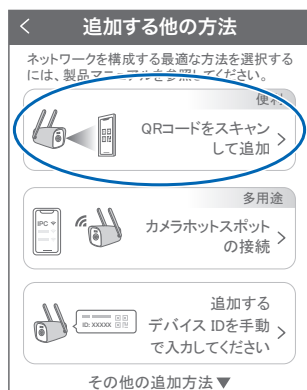 追加する他の方法
ネットワークを構成する最適な方法を選択する
には、製品マニュアルを参照してください。
便利
QRコードをスキャン
して追加
多用途
IPC
カメラホットスポット
の接続
追加する
デバイス IDを手動
で入力してください
ID: XXXXX
その他の追加方法▼